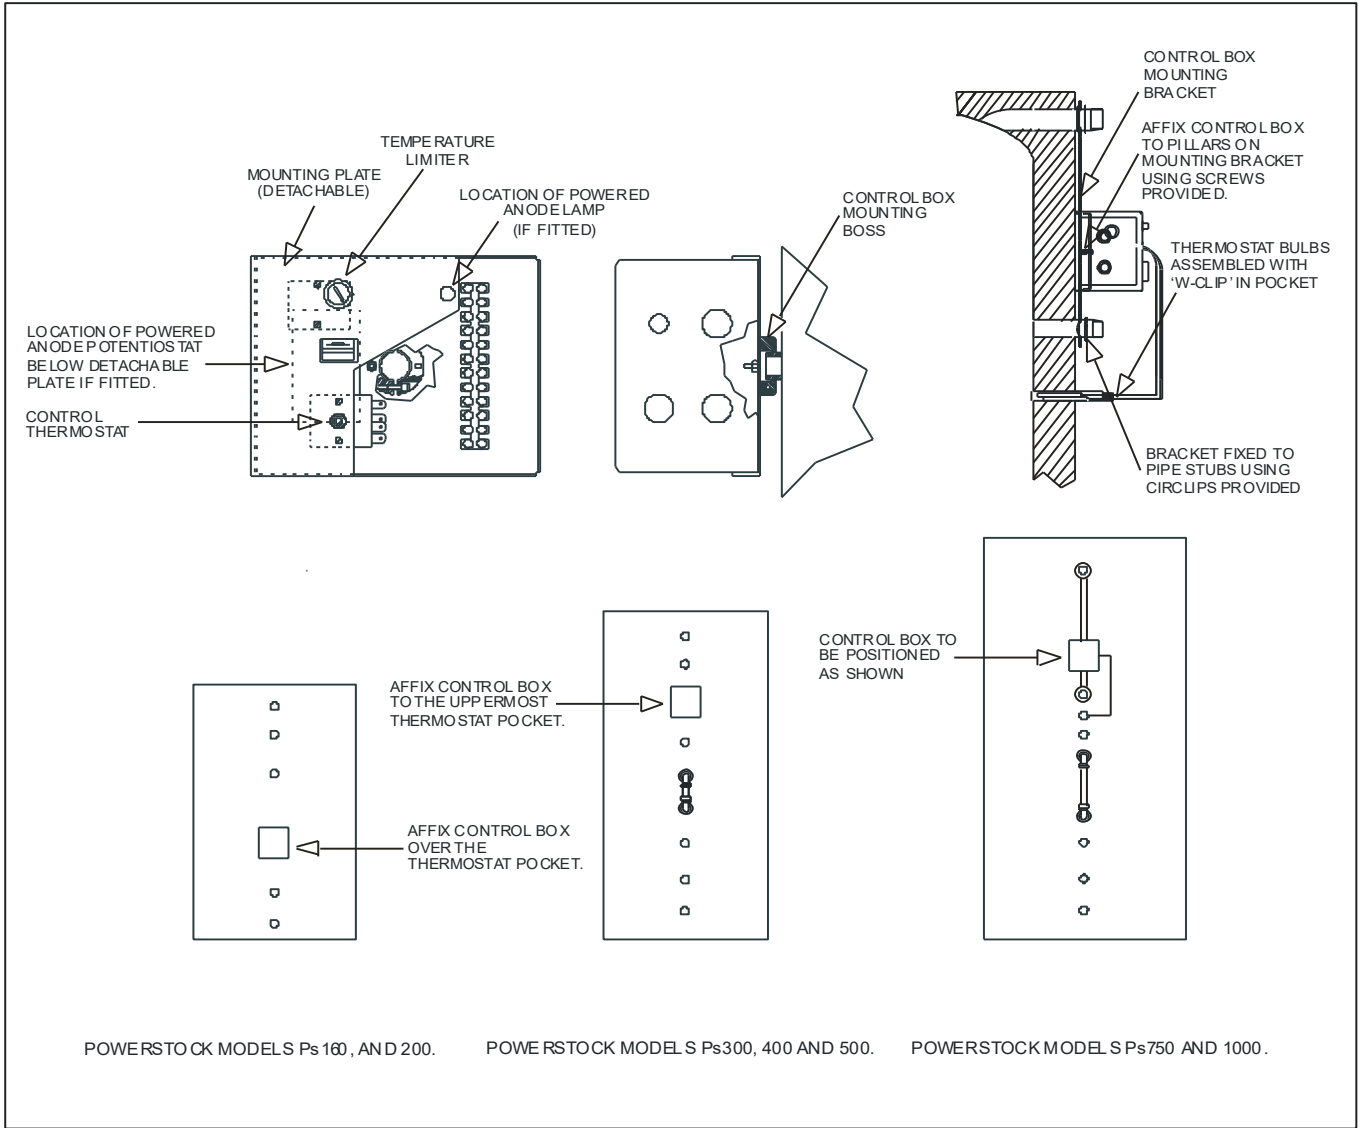 CONTROL BOX
MOUNTING
BRACKET
AFFIX CONTROL BOX
TO PILLARS ON
MOUNTING BRACKET
USING SCREWS
PROVIDED.
TEMPERATURE
LIMITER
MOUNTING PLATE
(DETACHABLE)
LOCATION OF POWERED
ANODE LAMP
(IF FITTED)
CONTROL BOX
MOUNTING
BOSS
THERMOSTAT BULBS
ASSEMBLED WITH
‘W-CLIP’ IN POCKET
LOCATION OF POWERED
ANODE POTENTIOSTAT
BELOW DETACHABLE
PLATE IF FITTED.
CONTROL
THERMOSTAT
BRACKET FIXED TO
PIPE STUBS USING
CIRCLIPS PROVIDED
CONTROL BOX TO
BE POSITIONED
AS SHOWN
AFFIX CONTROL BOX
TO THE UPPERMOST
THERMOSTAT POCKET.
AFFIX CONTROL BOX
OVER THE
THERMOSTAT POCKET.
POWERSTOCK MODELS Ps160, AND 200.
POWERSTOCK MODELS Ps300, 400 AND 500.
POWERSTOCK MODELS Ps750 AND 1000.